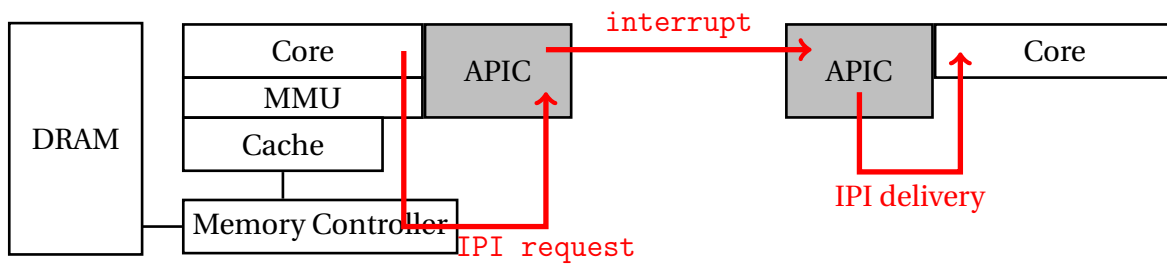 interrupt
Core
APIC
APIC
Core
MMU
DRAM
Cache
IPI delivery
Memory Controller
IPI request